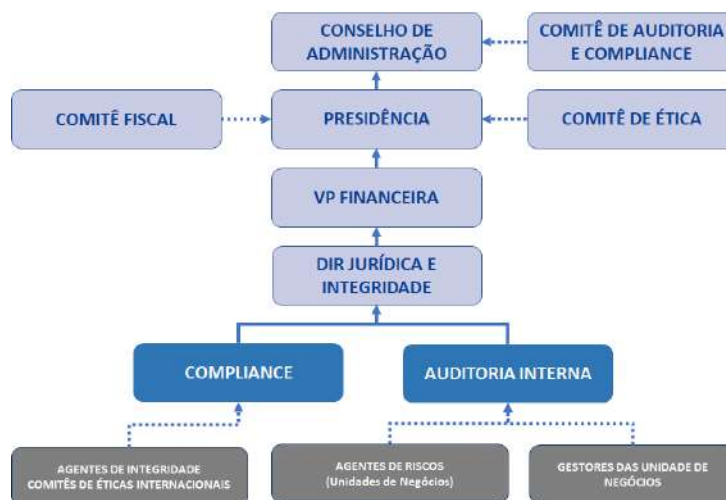 CONSELHO DE
ADMINISTRAÇÃO
COMITÊ DE AUDITORIA
E COMPLIANCE
COMITÊ FISCAL
PRESIDÊNCIA
COMITÊ DE ÉTICA
VP FINANCEIRA
DIR JURÍDICA E
INTEGRIDADE
COMPLIANCE
AUDITORIA INTERNA
AGENTES DE INTEGRIDADE
COMITÊS DE ÉTICAS INTERNACIONAIS
AGENTES DE RISCOS
(Unidades de Negócios)
GESTORES DAS UNIDADE DE
NEGÓCIOS